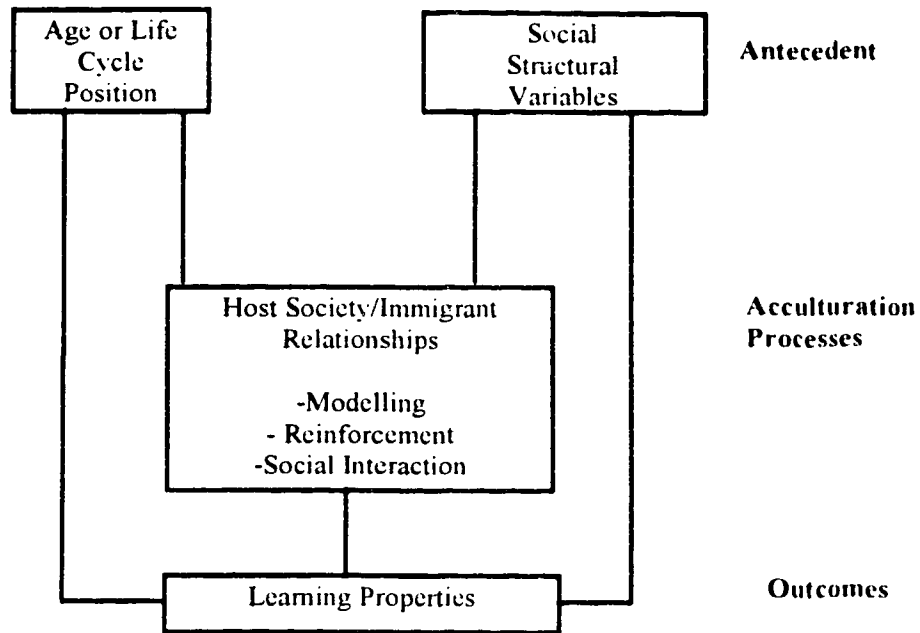 Age or Life
Cycle
Position
Social
Structural
Variables
Antecedent
Host Society/Immigrant
Relationships
-Modelling
- Reinforcement
-Social Interaction
Acculturation
Processes
Learning Properties
Outcomes